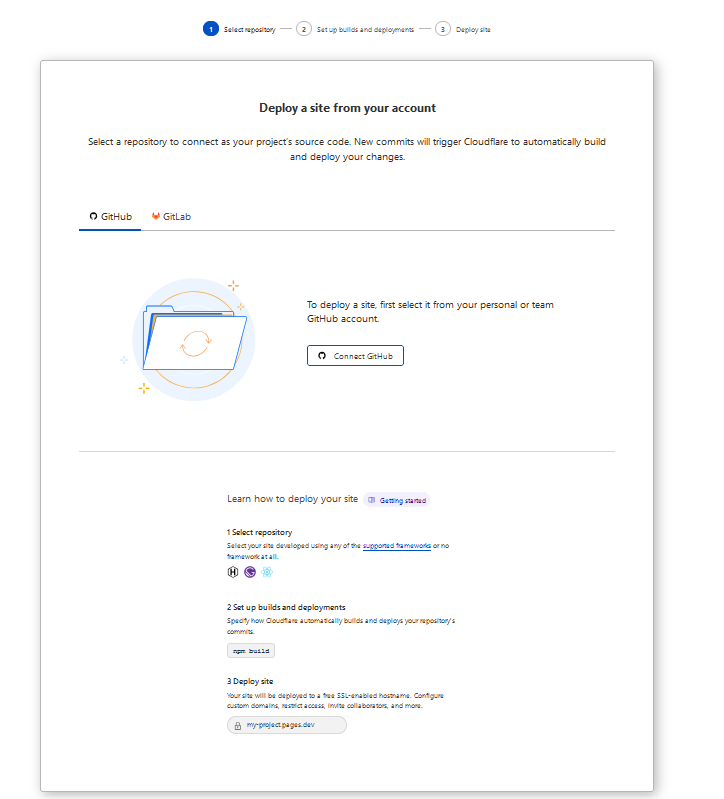 1 Select repository 2 Set up builds and deployments 3 Deploy site
Deploy a site from your account
Select a repository to connect as your project's source code. New commits will trigger Cloudflare to automatically build
and deploy your changes.
GitHub GitLab
To deploy a site, first select it from your personal or team
GitHub account.
Connect GitHub
Learn how to deploy your site Getting started
1 Select repository
Select your site developed using any of the supported frameworks or no
framework at all.
2 Set up builds and deployments
Specify how Cloudflare automatically builds and deploys your repository's
commits.
npm build
3 Deploy site
Your site will be deployed to a free SSL-enabled hostname. Configure
custom domains, restrict access, invite collaborators, and more.
my-project.pages.dev